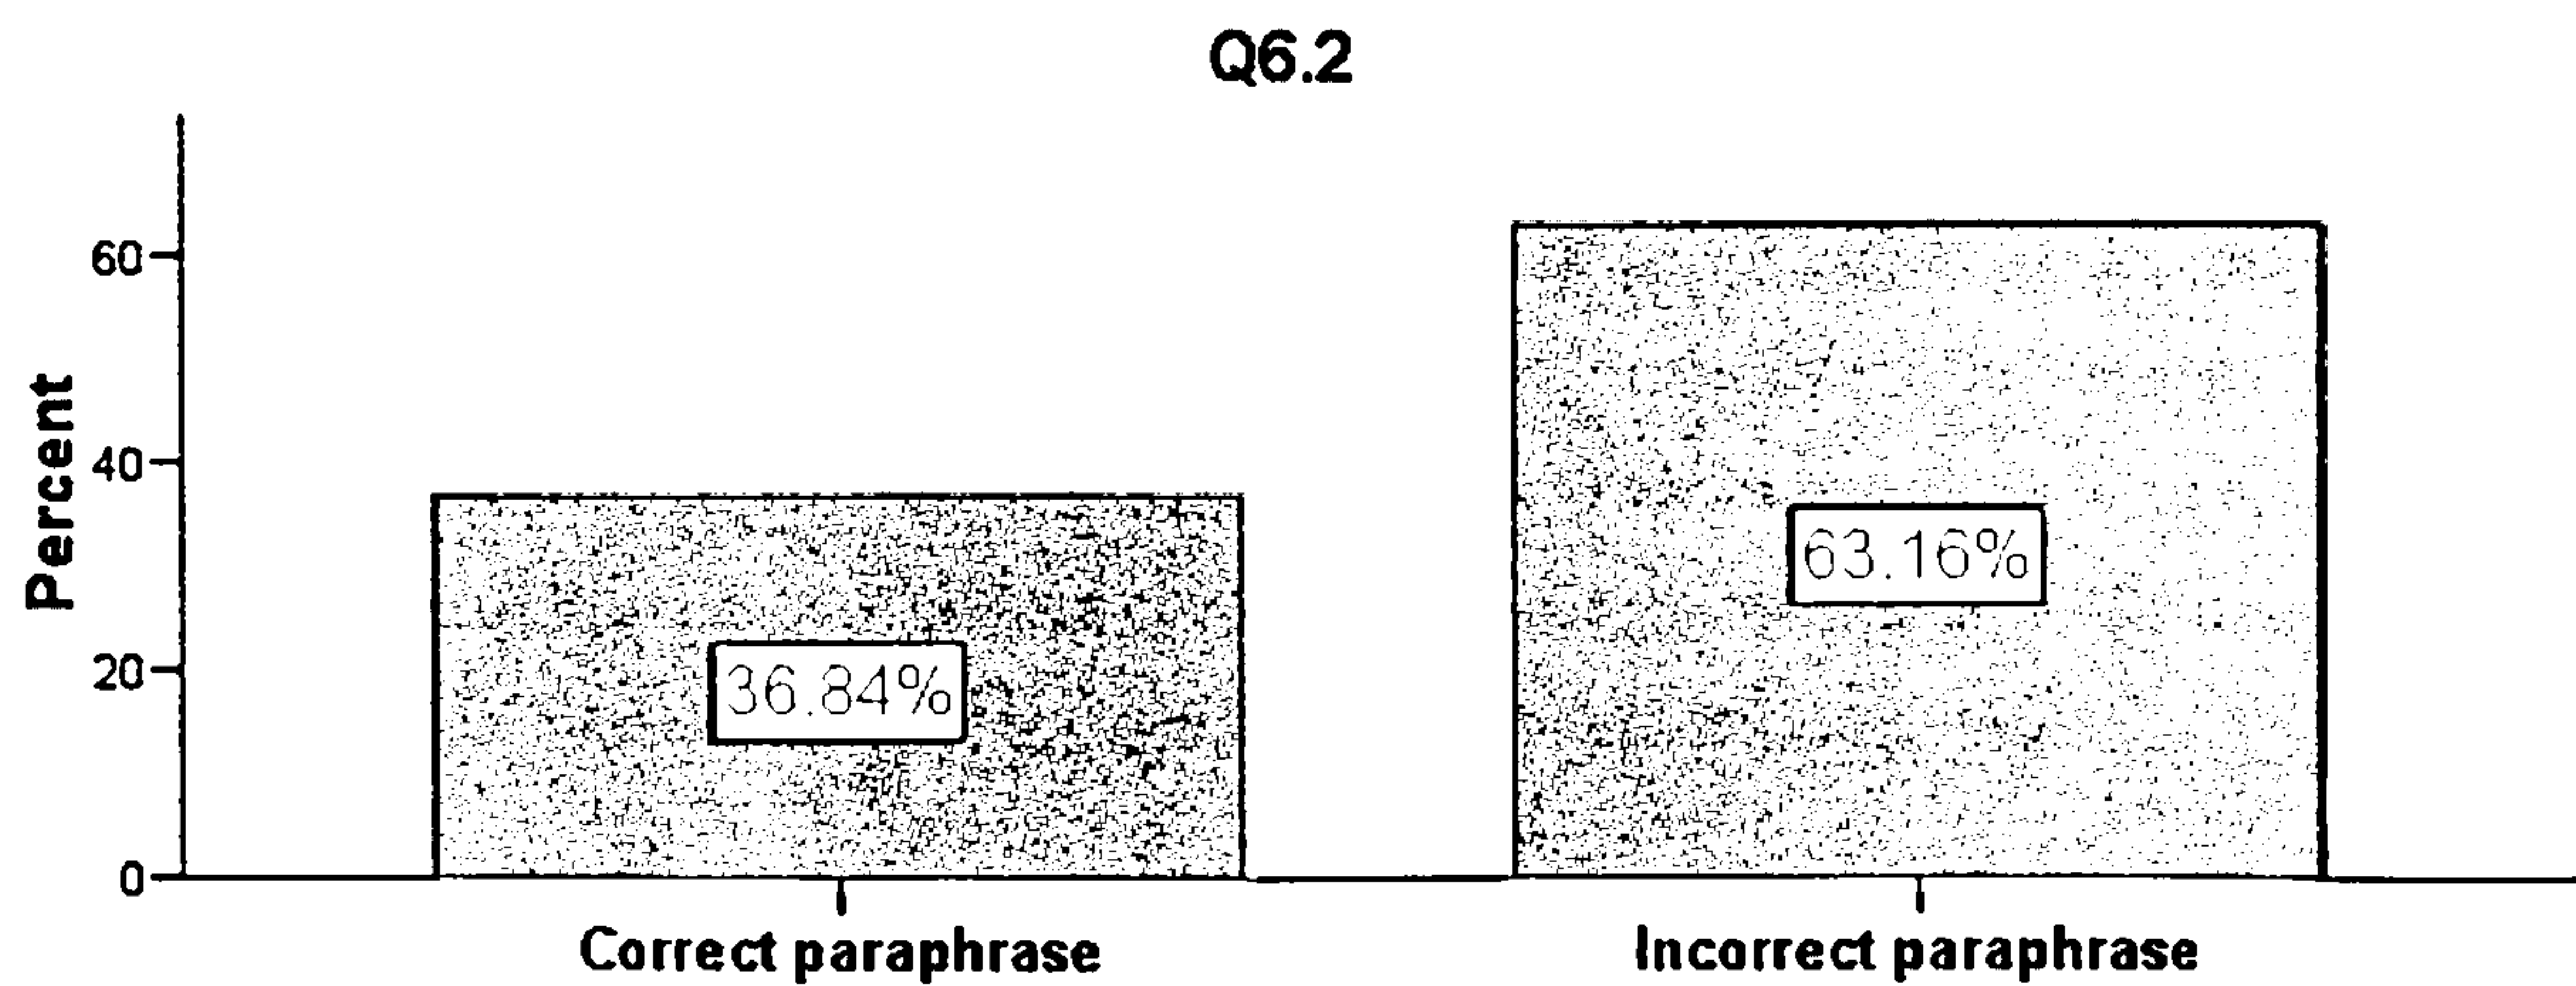 Q6.2
Percent
60
40
20
0
36.84%
63.16%
Correct paraphrase
Incorrect paraphrase